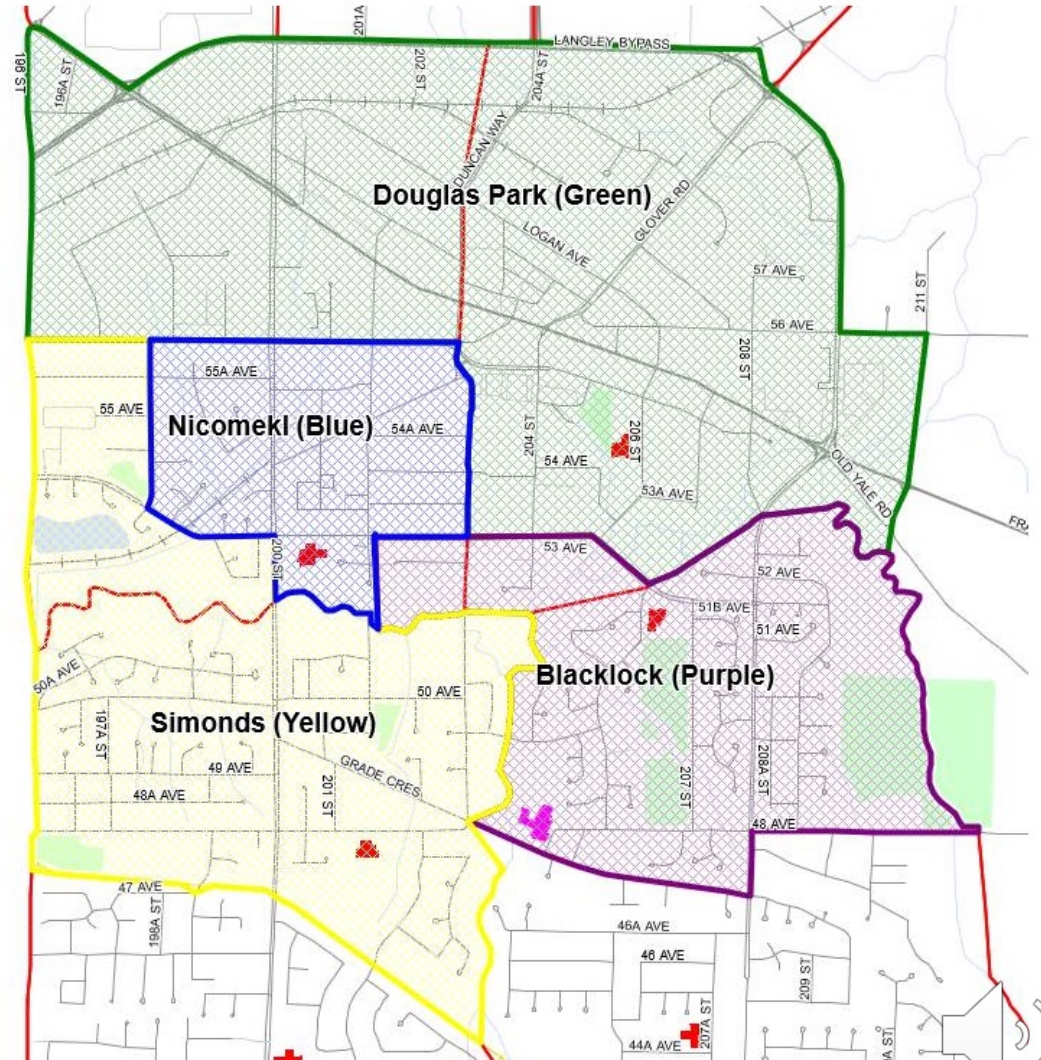 201A
LANGLEY BYPASS
196 ST
196A ST
202 ST
204A ST
DUNCAN WAY
Douglas Park (Green)
GLOVER RD
LOGAN AVE
57 AVE
211 ST
56 AVE
208 ST
55A AVE
55 AVE
Nicomekl (Blue)
54A AVE
204 ST
206 ST
54 AVE
53A AVE
OLD YALE RD
FRA
200 ST
53 AVE
52 AVE
51B AVE
51 AVE
50A AVE
Blacklock (Purple)
50 AVE
Simonds (Yellow)
197A ST
49 AVE
GRADE CRES
48A AVE
201 ST
207 ST
208A ST
48 AVE
47 AVE
198A ST
46A AVE
46 AVE
209 ST
207A ST
44A AVE
A ST